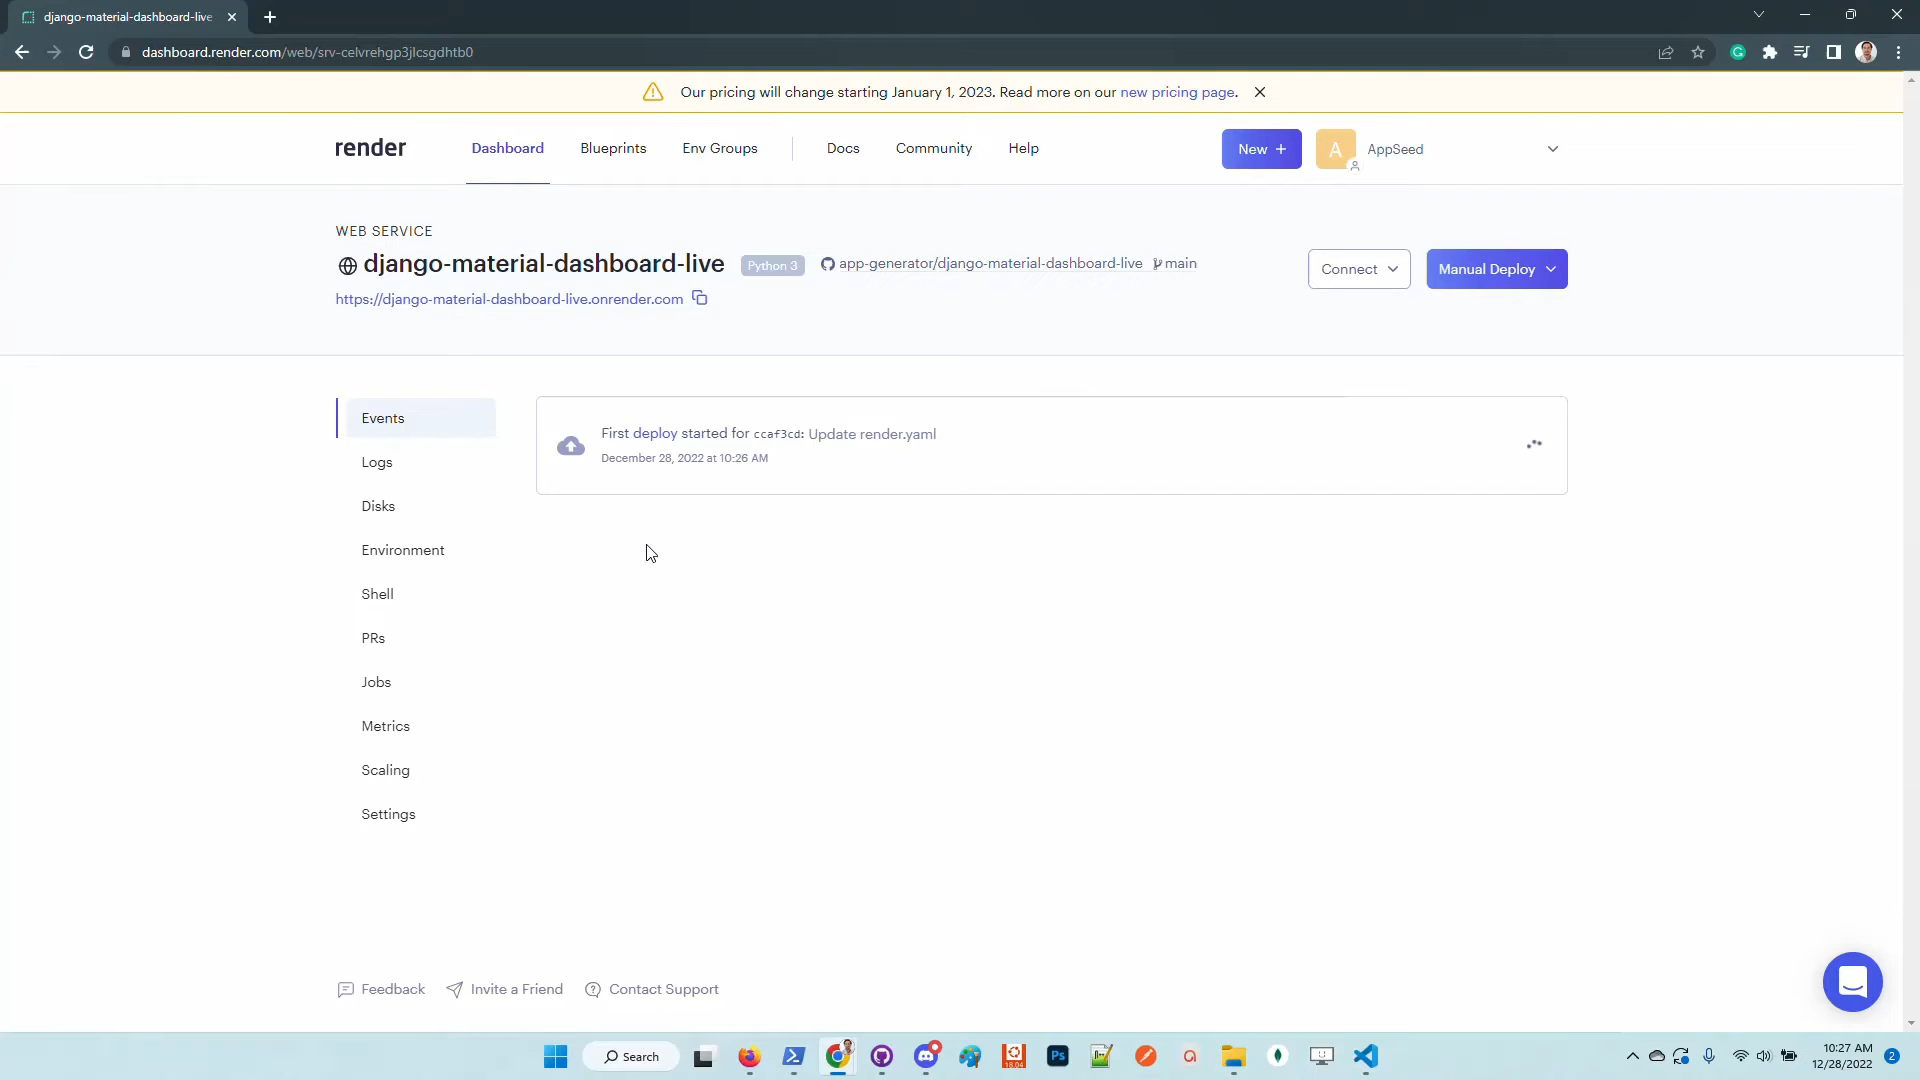 django-material-dashboard-live
dashboard.render.com/web/srv-celvrehgp3jlcsgdhtb0
Our pricing will change starting January 1, 2023. Read more on our new pricing page.
render
Dashboard
Blueprints
Env Groups
Docs
Community
Help
New +
A
AppSeed
WEB SERVICE
django-material-dashboard-live
Python 3
app-generator/django-material-dashboard-live
main
Connect
Manual Deploy
https://django-material-dashboard-live.onrender.com
Events
Logs
Disks
Environment
Shell
PRs
Jobs
Metrics
Scaling
Settings
First deploy started for ccaf3cd: Update render.yaml
December 28, 2022 at 10:26 AM
Feedback
Invite a Friend
Contact Support
Search
18.04
Ps
10:27 AM
12/28/2022
2